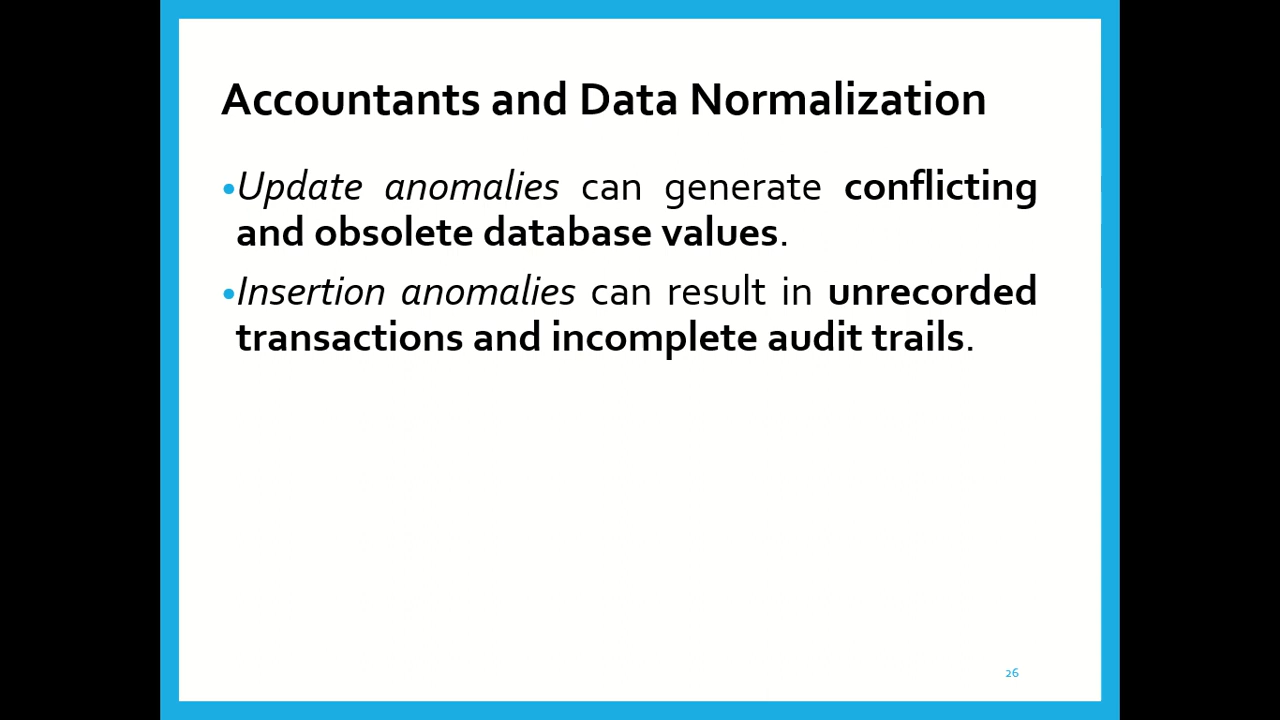 Accountants and Data Normalization
•Update anomalies can generate conflicting
and obsolete database values.
•Insertion anomalies can result in unrecorded
transactions and incomplete audit trails.
26